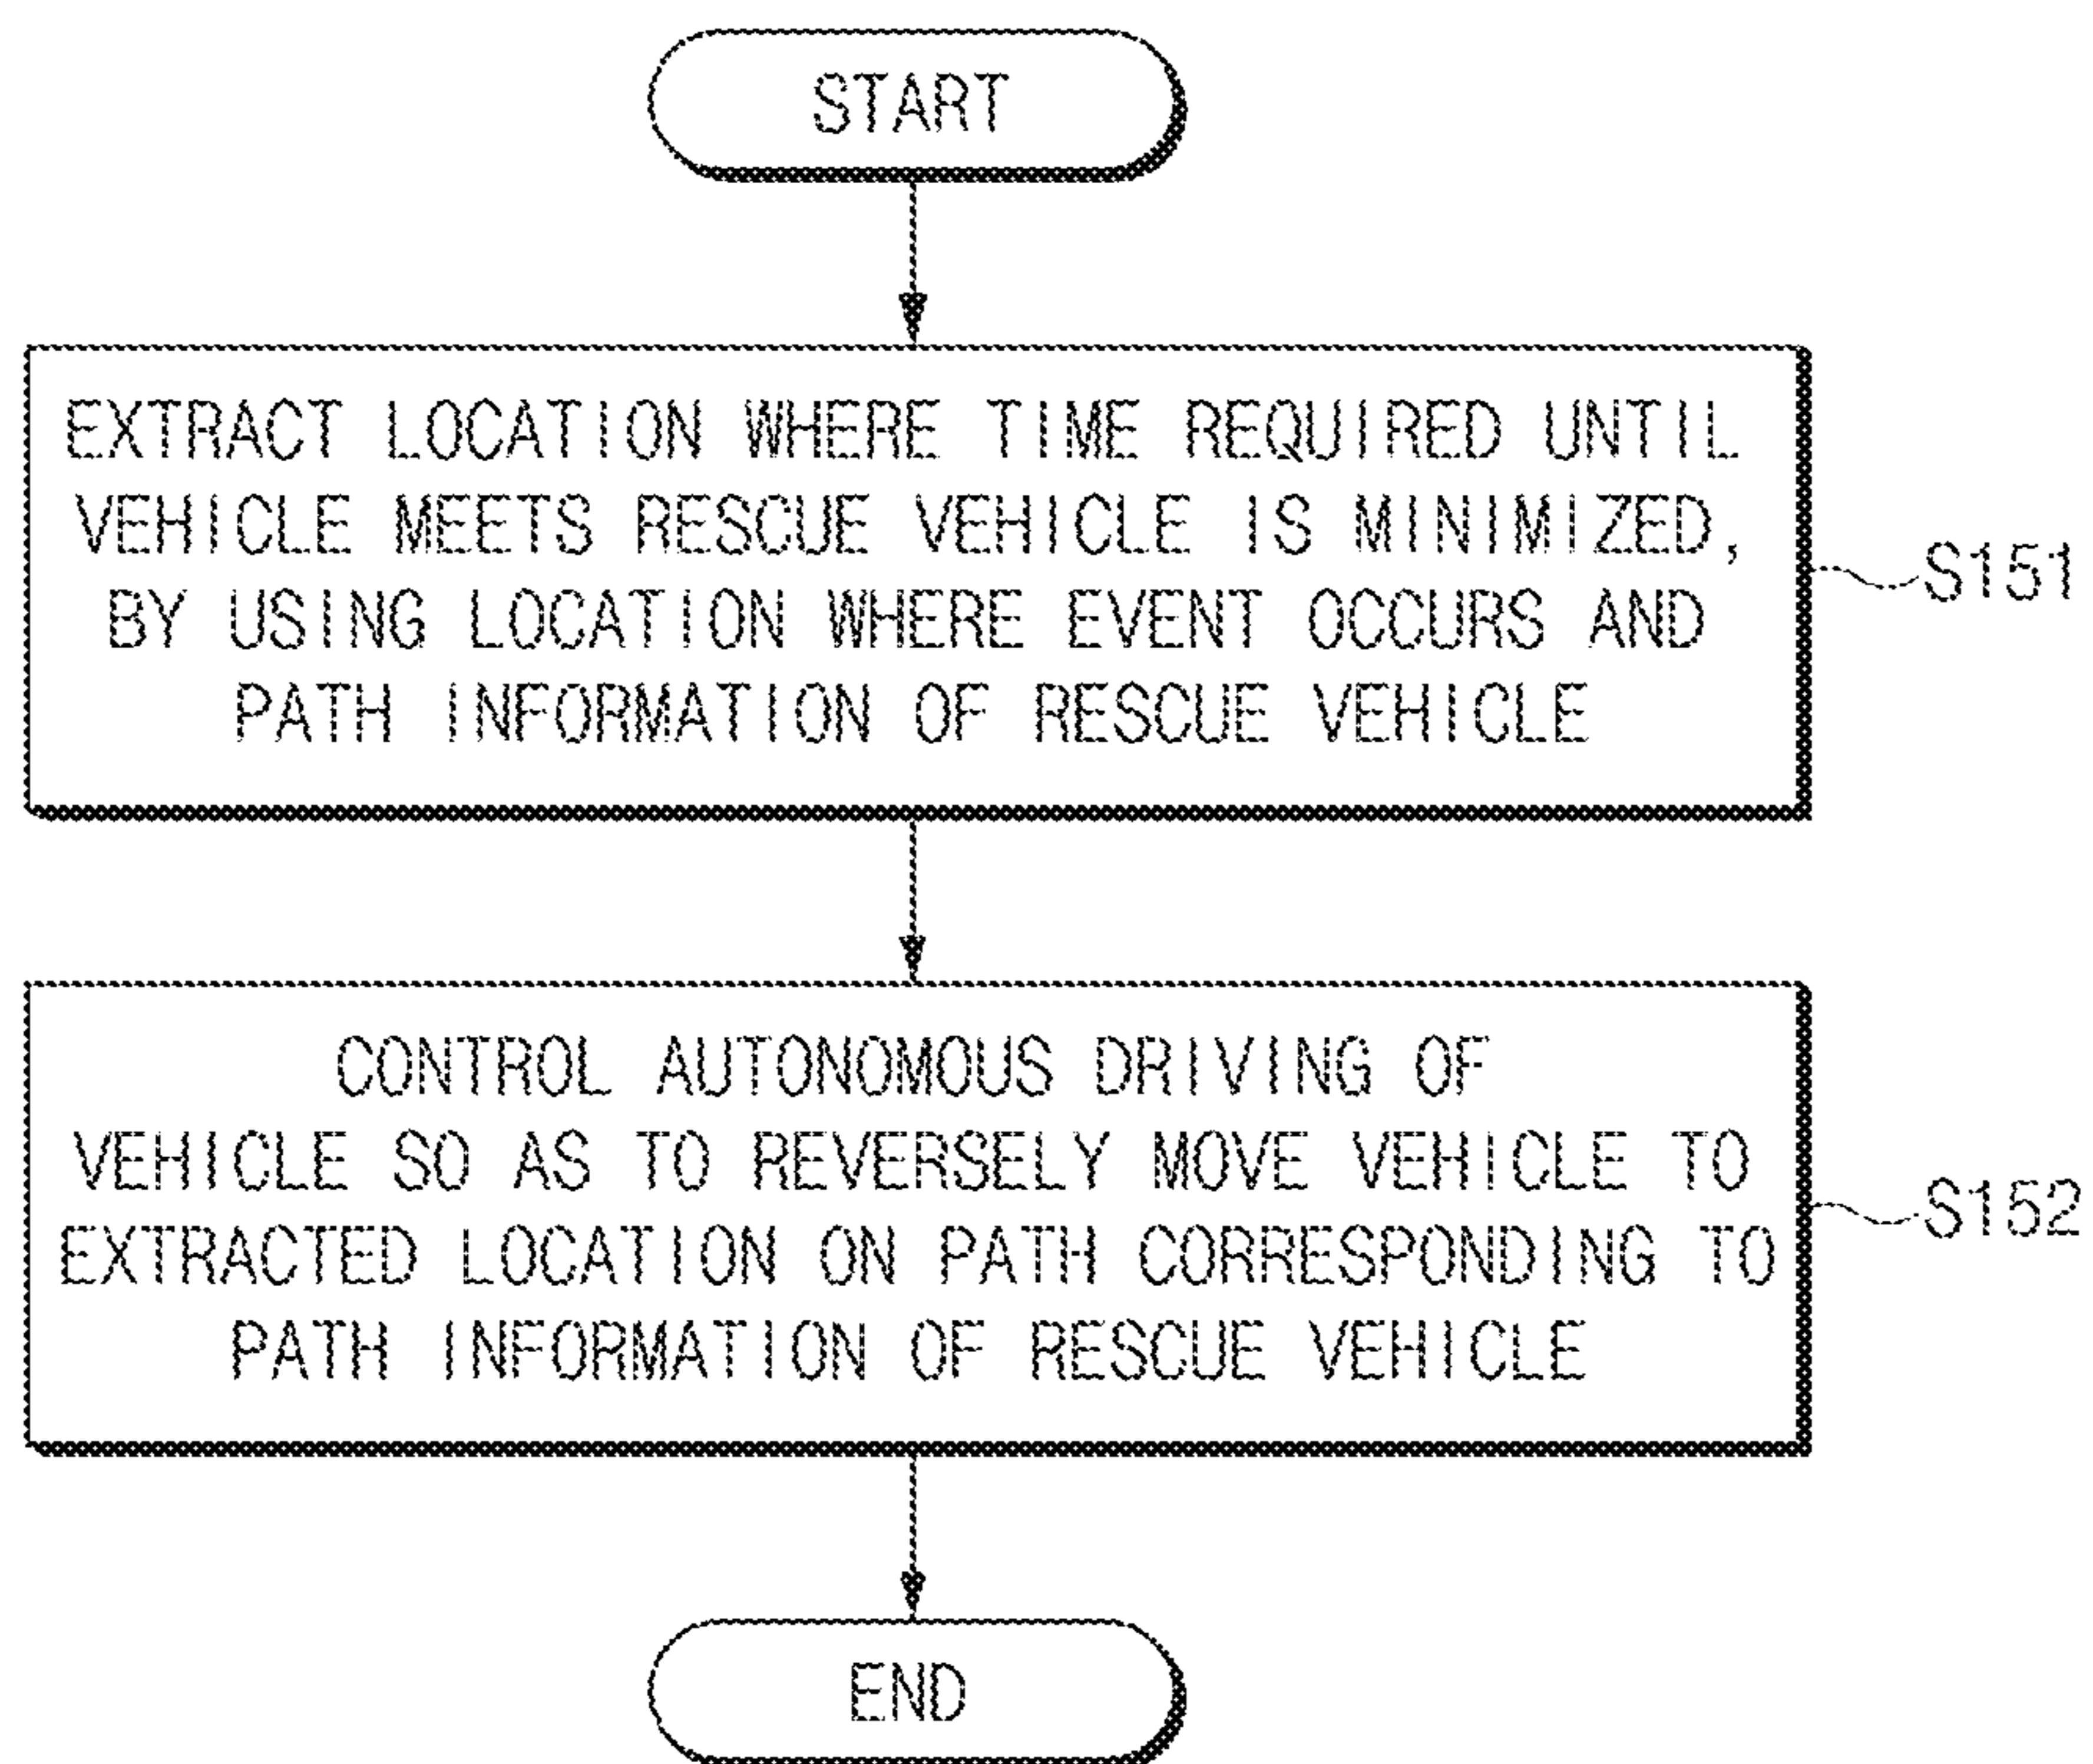 START
EXTRACT LOCATION WHERE TIME REQUIRED UNTIL
VEHICLE MEETS RESCUE VEHICLE IS MINIMIZED,
BY USING LOCATION WHERE EVENT OCCURS AND
PATH INFORMATION OF RESCUE VEHICLE
S151
CONTROL AUTONOMOUS DRIVING OF
VEHICLE SO AS TO REVERSELY MOVE VEHICLE TO
EXTRACTED LOCATION ON PATH CORRESPONDING TO
PATH INFORMATION OF RESCUE VEHICLE
S152
END